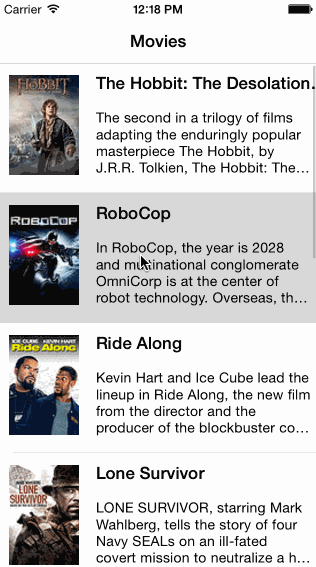 Carrier 12:18 PM
Movies
THE HOBBIT
The Hobbit: The Desolation...
The second in a trilogy of films
adapting the enduringly popular
masterpiece The Hobbit, by
J.R.R. Tolkien, The Hobbit: The...
ROBOCOP
RoboCop
In RoboCop, the year is 2028
and multinational conglomerate
OmniCorp is at the center of
robot technology. Overseas, th...
ICE CUBE KEVIN HART
Ride Along
Ride Along
Kevin Hart and Ice Cube lead the
lineup in Ride Along, the new film
from the director and the
producer of the blockbuster co...
LONE
SURVIVOR
Lone Survivor
LONE SURVIVOR, starring Mark
Wahlberg, tells the story of four
Navy SEALs on an ill-fated
covert mission to neutralize a h...